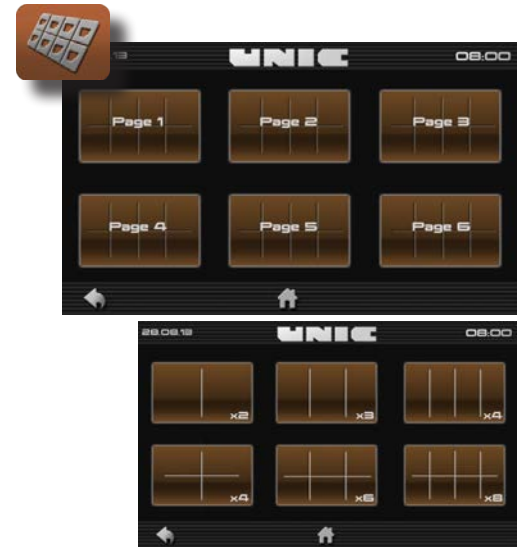 13 UNIC 08:00
Page 1 Page 2 Page 3
Page 4 Page 5 Page 6
28.08.13 UNIC 08:00
x2 x3 x4
x4 x6 x8